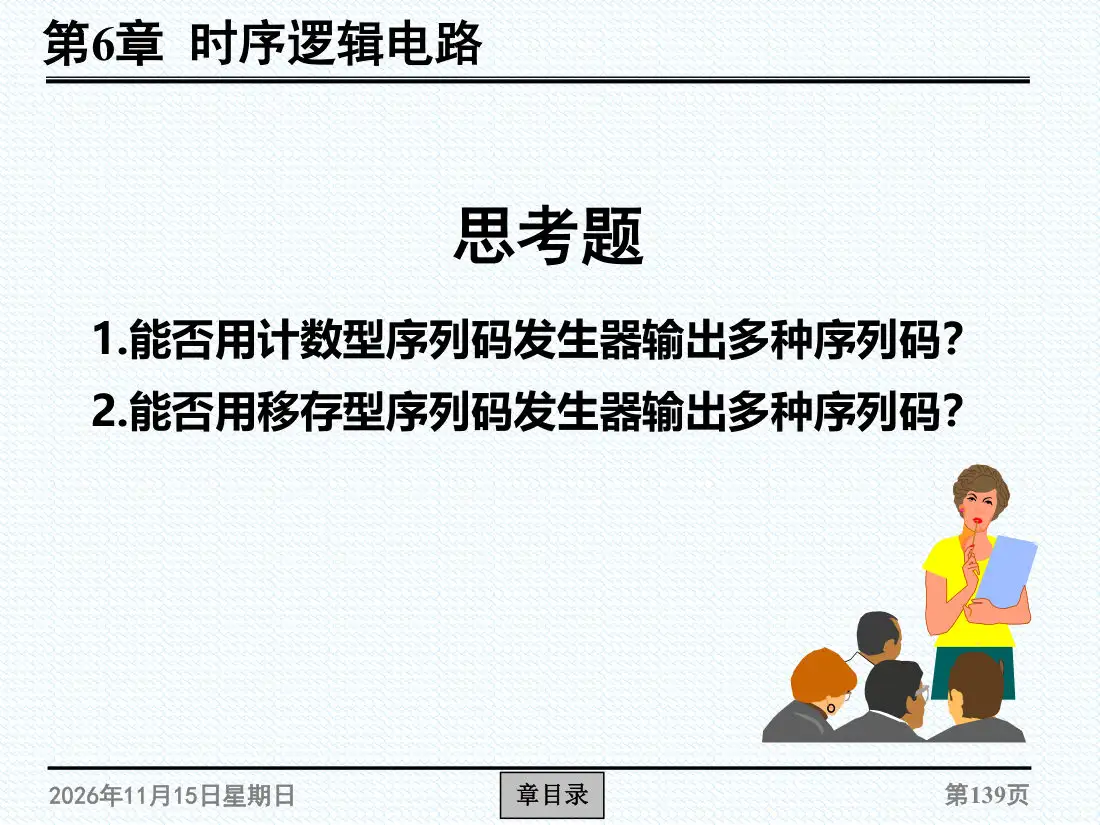 第6章 时序逻辑电路
思考题
1.能否用计数型序列码发生器输出多种序列码？
2.能否用移存型序列码发生器输出多种序列码？
2026年11月15日星期日
章目录
第139页